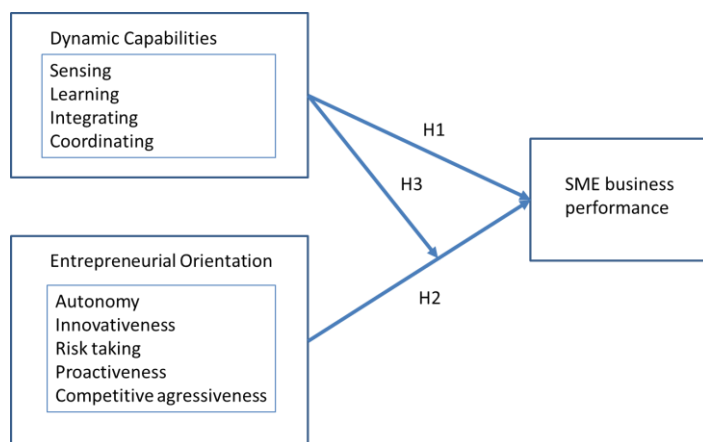 Dynamic Capabilities
Sensing
Learning
Integrating
Coordinating
H1
H3
SME business
performance
Entrepreneurial Orientation
Autonomy
Innovativeness
Risk taking
Proactiveness
Competitive agressiveness
H2